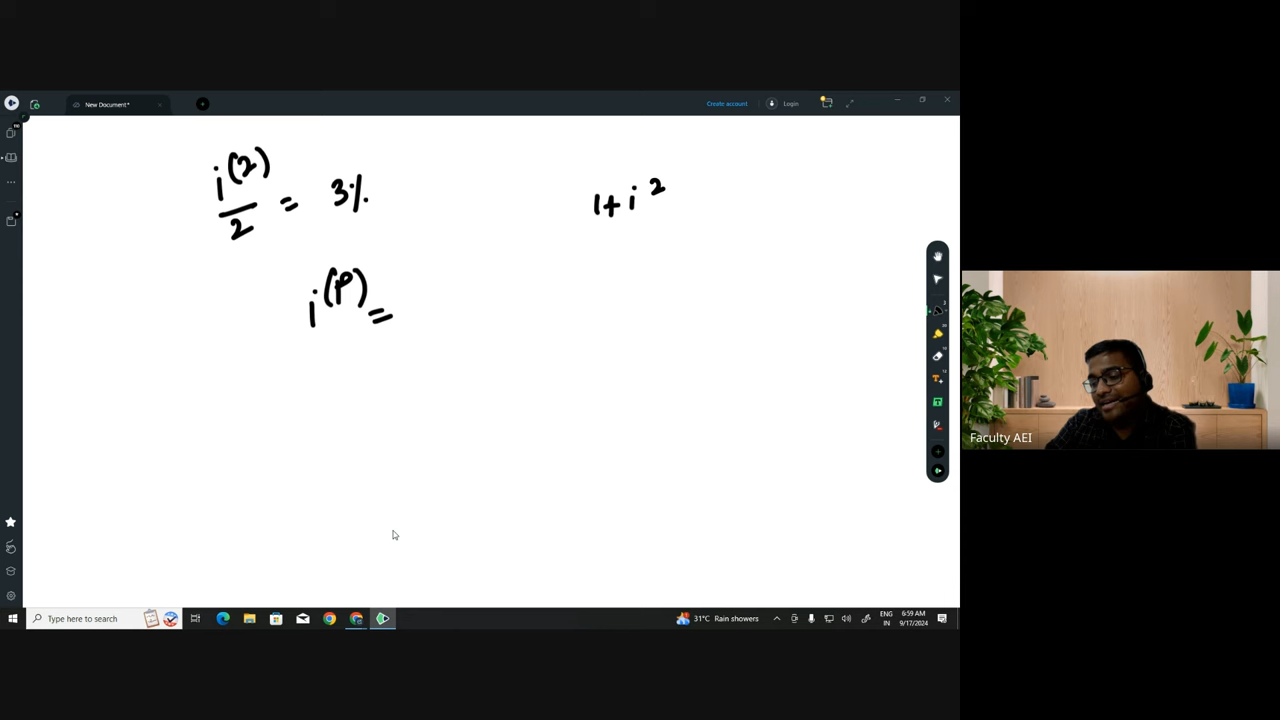 New Document*
Create account
Login
i^(2)/2 = 3%
1+i^2
i^(p) =
Faculty AEI
Type here to search
31°C Rain showers
ENG
IN
6:59 AM
9/17/2024